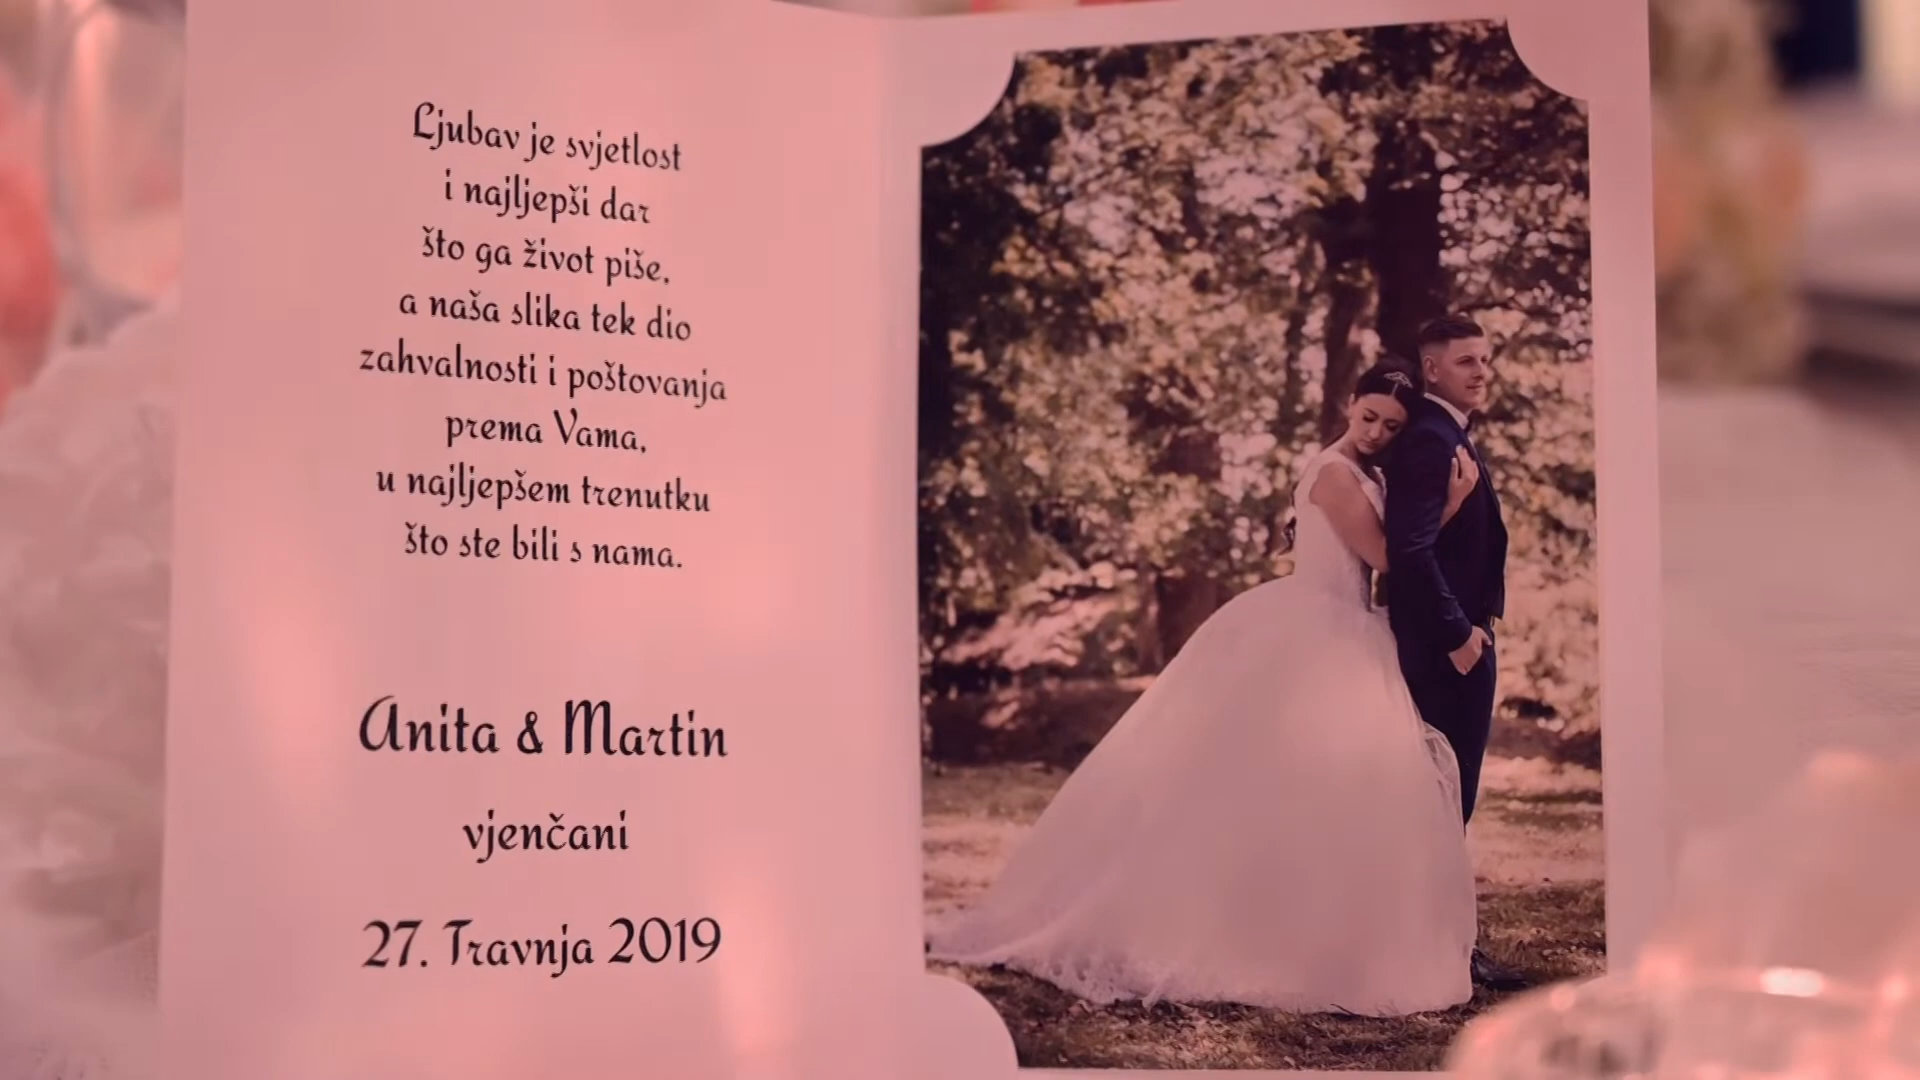 Ljubav je svjetlost
i najljepši dar
što ga život piše,
a naša slika tek dio
zahvalnosti i poštovanja
prema Vama,
u najljepšem trenutku
što ste bili s nama.
Anita & Martin
vjenčani
27. Travnja 2019